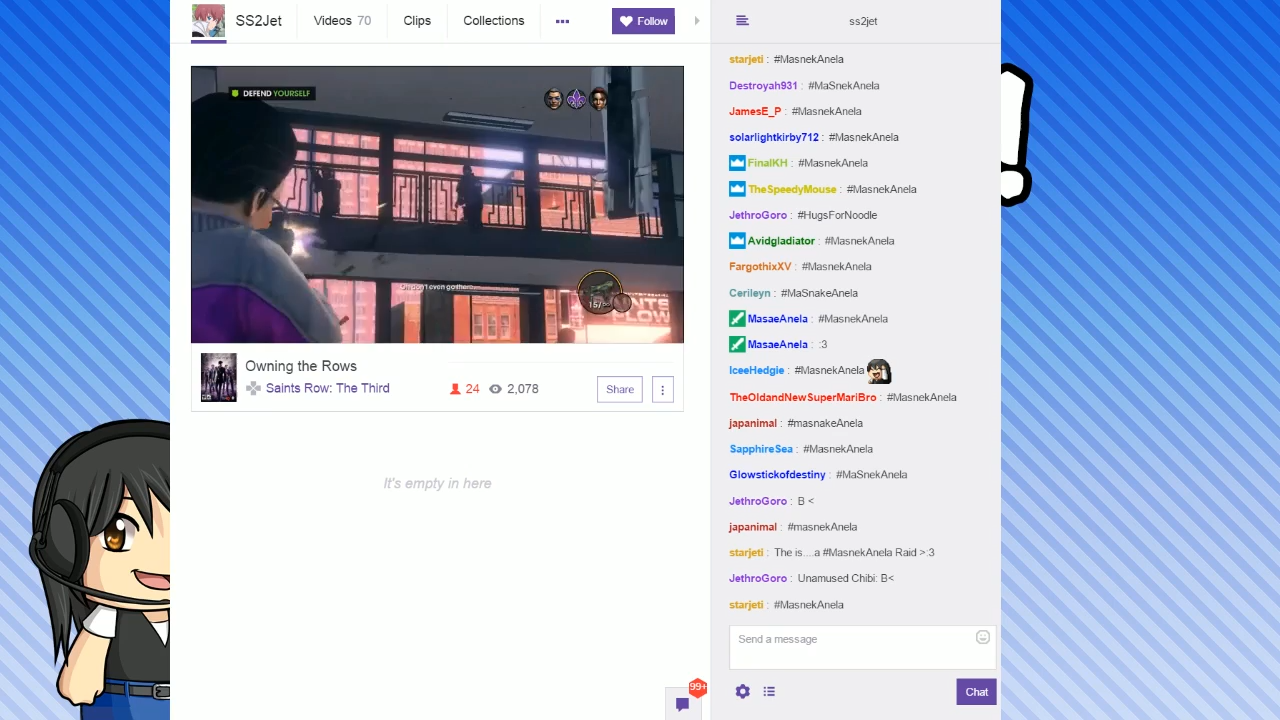 SS2Jet Videos 70 Clips Collections Follow
ss2jet
DEFEND YOURSELF
15/∞
Owning the Rows
Saints Row: The Third 24 2,078 Share
It's empty in here
99+
starjeti : #MasnekAnela
Destroyah931 : #MaSnekAnela
JamesE_P : #MasnekAnela
solarlightkirby712 : #MasnekAnela
FinalKH : #MasnekAnela
TheSpeedyMouse : #MasnekAnela
JethroGoro : #HugsForNoodle
Avidgladiator : #MasnekAnela
FargothixXV : #MasnekAnela
Cerileyn : #MaSnakeAnela
MasaeAnela : #MasnekAnela
MasaeAnela : :3
IceeHedgie : #MasnekAnela
TheOldandNewSuperMariBro : #MasnekAnela
japanimal : #masnakeAnela
SapphireSea : #MasnekAnela
Glowstickofdestiny : #MaSnekAnela
JethroGoro : B <
japanimal : #masnekAnela
starjeti : The is....a #MasnekAnela Raid >:3
JethroGoro : Unamused Chibi: B<
starjeti : #MasnekAnela
Send a message
Chat